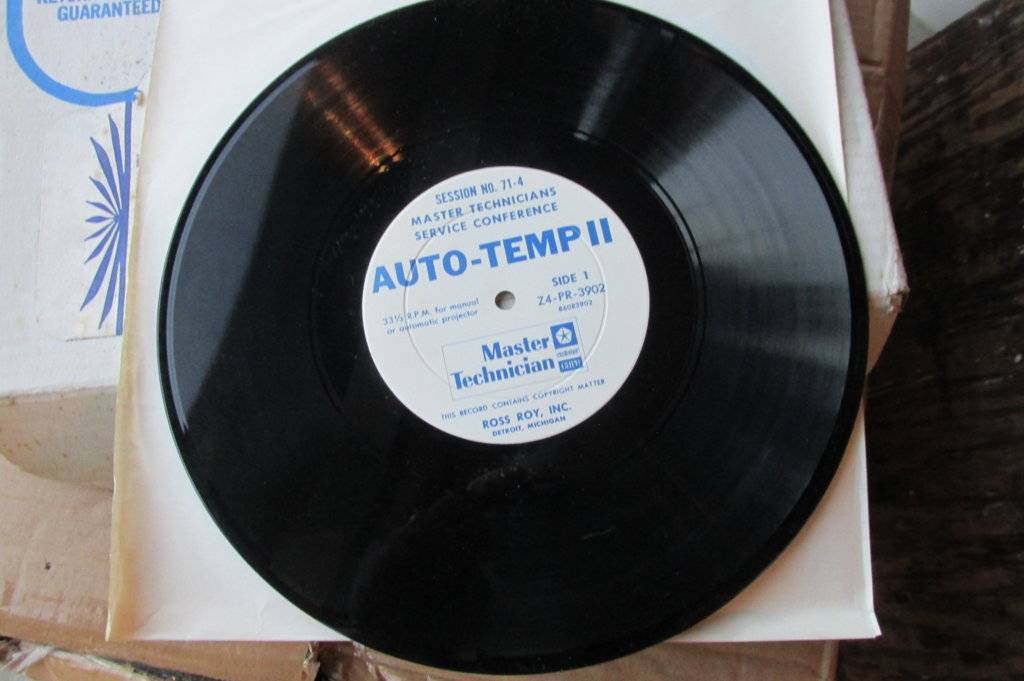 GUARANTEED
SESSION NO. 71-4
MASTER TECHNICIANS
SERVICE CONFERENCE
AUTO-TEMP II
SIDE 1
Z4-PR-3902
33⅓ R.P.M. for manual
or automatic projector
Master
Technician
THIS RECORD CONTAINS COPYRIGHT MATTER
ROSS ROY, INC.
DETROIT, MICHIGAN